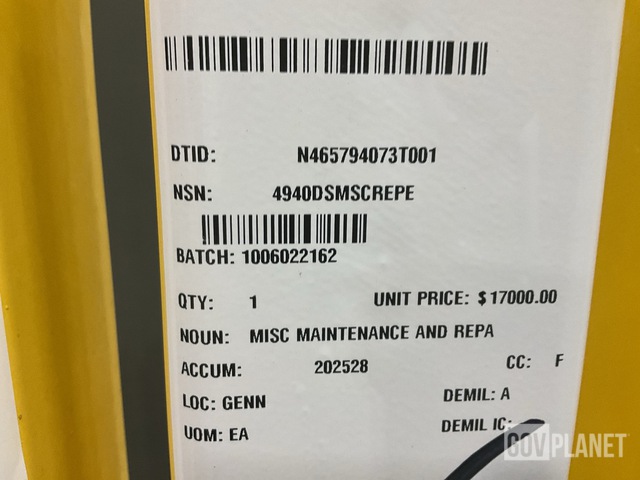 DTID: N465794073T001
NSN: 4940DSMSCREPE
BATCH: 1006022162
QTY: 1 UNIT PRICE: $17000.00
NOUN: MISC MAINTENANCE AND REPA
ACCUM: 202528 CC: F
LOC: GENN DEMIL: A
UOM: EA DEMIL IC:
GOVPLANET